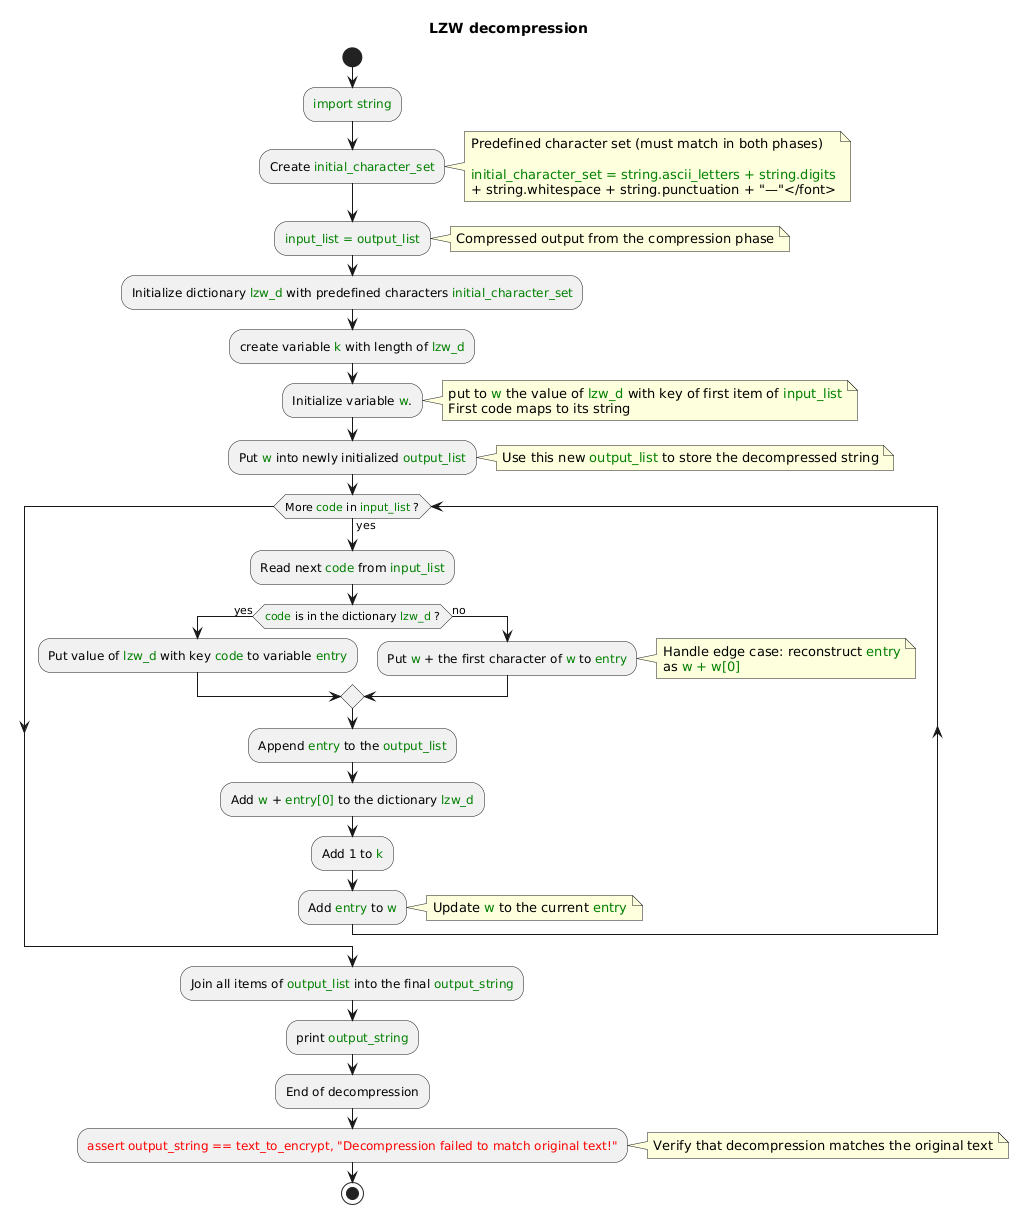 LZW decompression
import string
Create initial_character_set
Predefined character set (must match in both phases)
initial_character_set = string.ascii_letters + string.digits
+ string.whitespace + string.punctuation + "—"</font>
input_list = output_list
Compressed output from the compression phase
Initialize dictionary lzw_d with predefined characters initial_character_set
create variable k with length of lzw_d
Initialize variable w.
put to w the value of lzw_d with key of first item of input_list
First code maps to its string
Put w into newly initialized output_list
Use this new output_list to store the decompressed string
More code in input_list ?
yes
Read next code from input_list
code is in the dictionary lzw_d ?
yes
no
Put value of lzw_d with key code to variable entry
Put w + the first character of w to entry
Handle edge case: reconstruct entry
as w + w[0]
Append entry to the output_list
Add w + entry[0] to the dictionary lzw_d
Add 1 to k
Add entry to w
Update w to the current entry
Join all items of output_list into the final output_string
print output_string
End of decompression
assert output_string == text_to_encrypt, "Decompression failed to match original text!"
Verify that decompression matches the original text